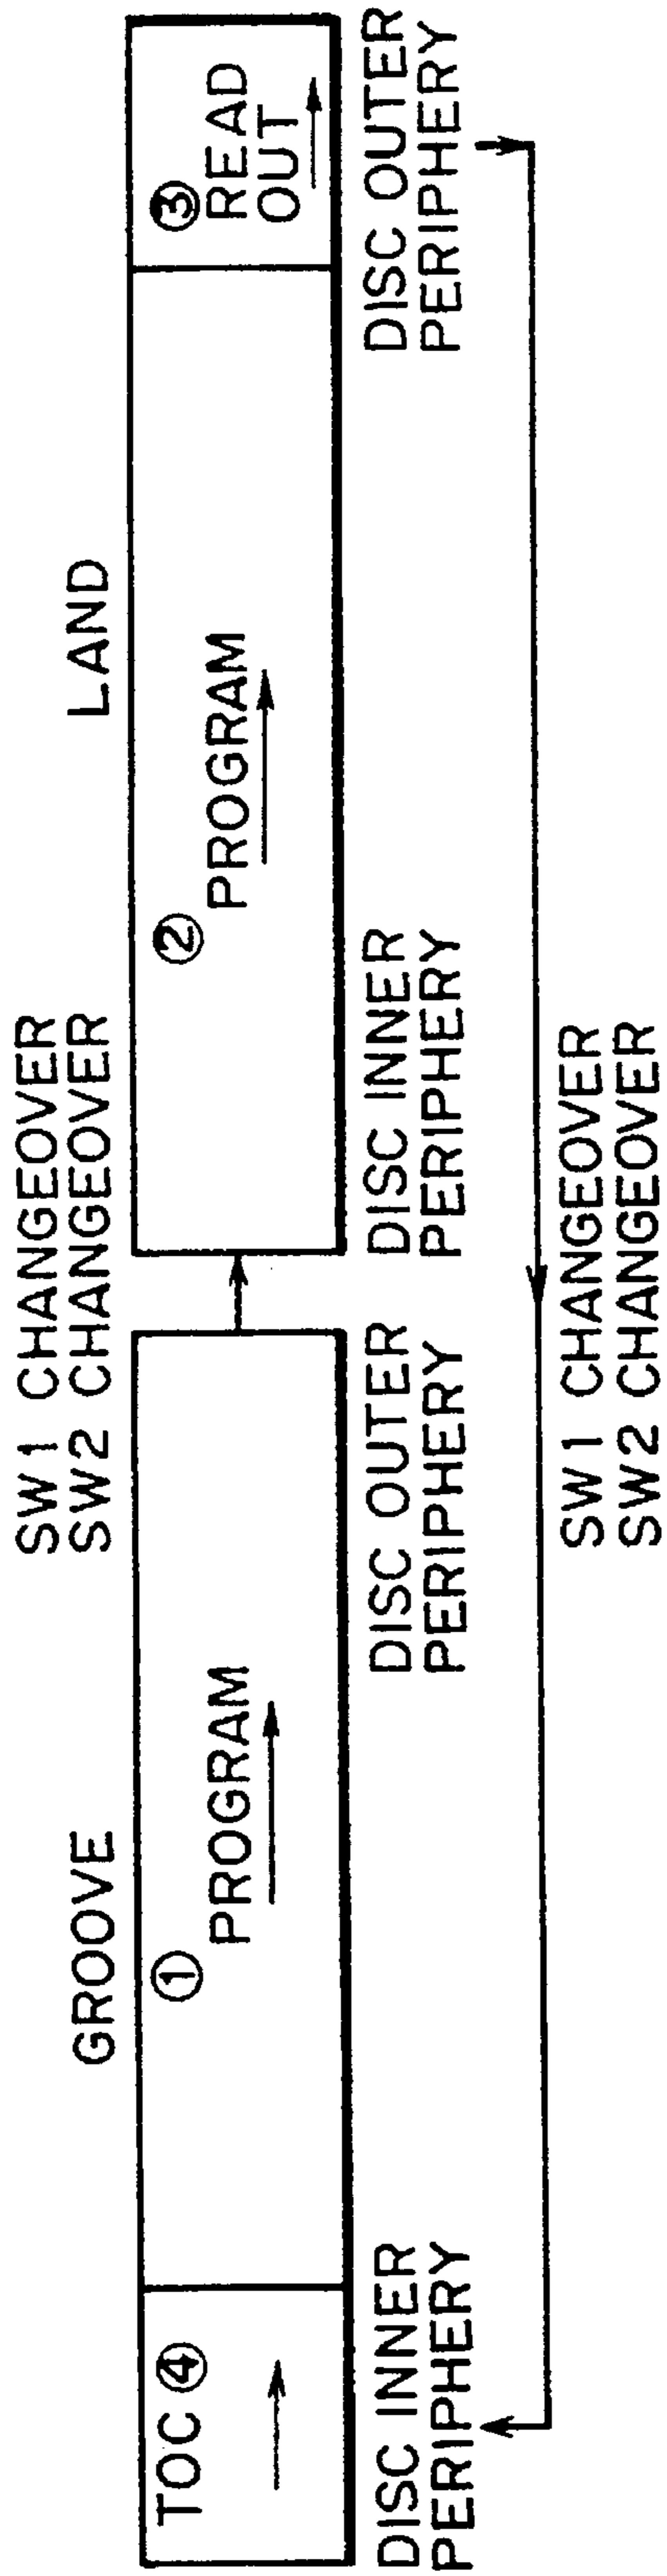 SW1 CHANGEOVER
SW2 CHANGEOVER
GROOVE
LAND
TOC ④
① PROGRAM
② PROGRAM
③ READ
OUT
DISC INNER
PERIPHERY
DISC OUTER
PERIPHERY
DISC INNER
PERIPHERY
DISC OUTER
PERIPHERY
SW1 CHANGEOVER
SW2 CHANGEOVER